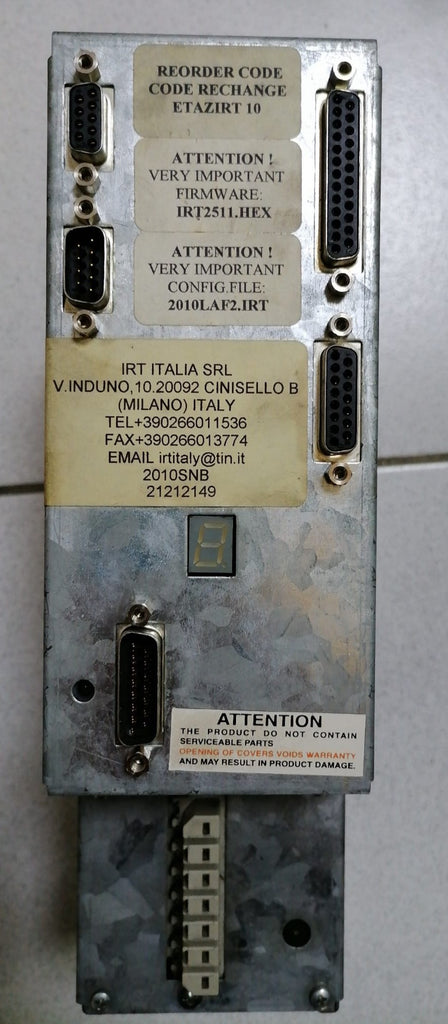 REORDER CODE
CODE RECHANGE
ETAZIRT 10
ATTENTION !
VERY IMPORTANT
FIRMWARE:
IRT2511.HEX
ATTENTION !
VERY IMPORTANT
CONFIG.FILE:
2010LAF2.IRT
IRT ITALIA SRL
V.INDUNO,10.20092 CINISELLO B
(MILANO) ITALY
TEL+390266011536
FAX+390266013774
EMAIL irtitaly@tin.it
2010SNB
21212149
ATTENTION
THE PRODUCT DO NOT CONTAIN
SERVICEABLE PARTS
OPENING OF COVERS VOIDS WARRANTY
AND MAY RESULT IN PRODUCT DAMAGE.